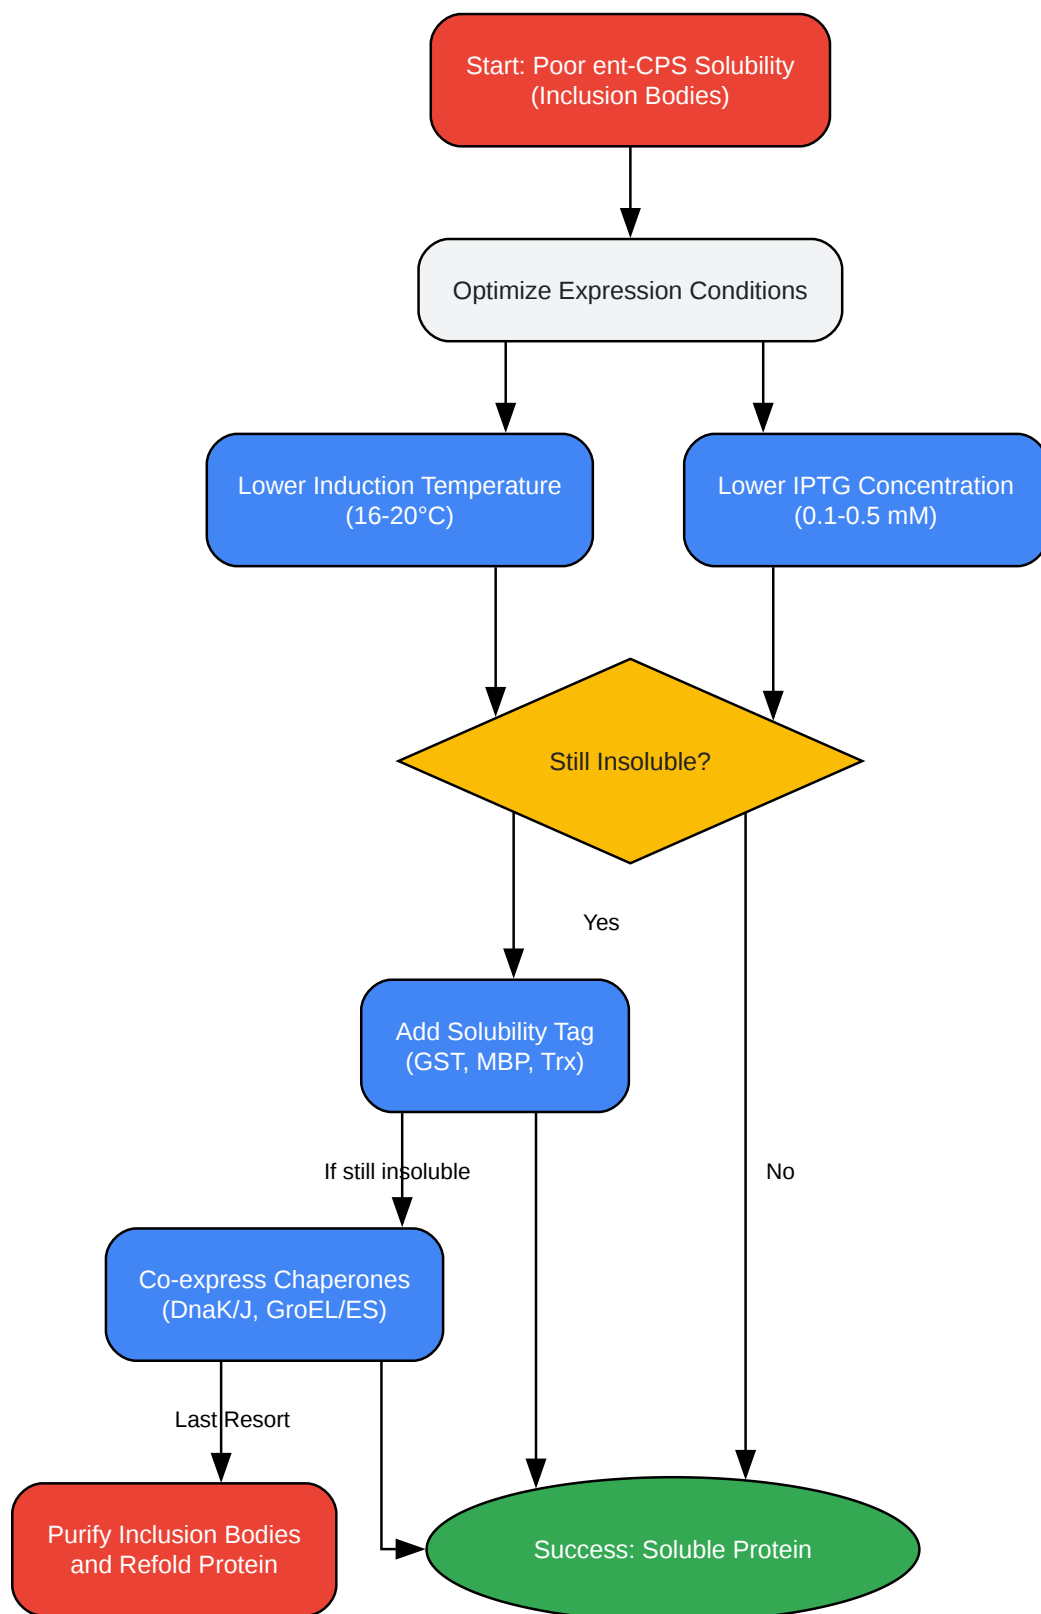 Start: Poor ent-CPS Solubility
(Inclusion Bodies)
Optimize Expression Conditions
Lower Induction Temperature
(16-20°C)
Lower IPTG Concentration
(0.1-0.5 mM)
Still Insoluble?
Yes
Add Solubility Tag
(GST, MBP, Trx)
If still insoluble
No
Co-express Chaperones
(DnaK/J, GroEL/ES)
Last Resort
Purify Inclusion Bodies
and Refold Protein
Success: Soluble Protein